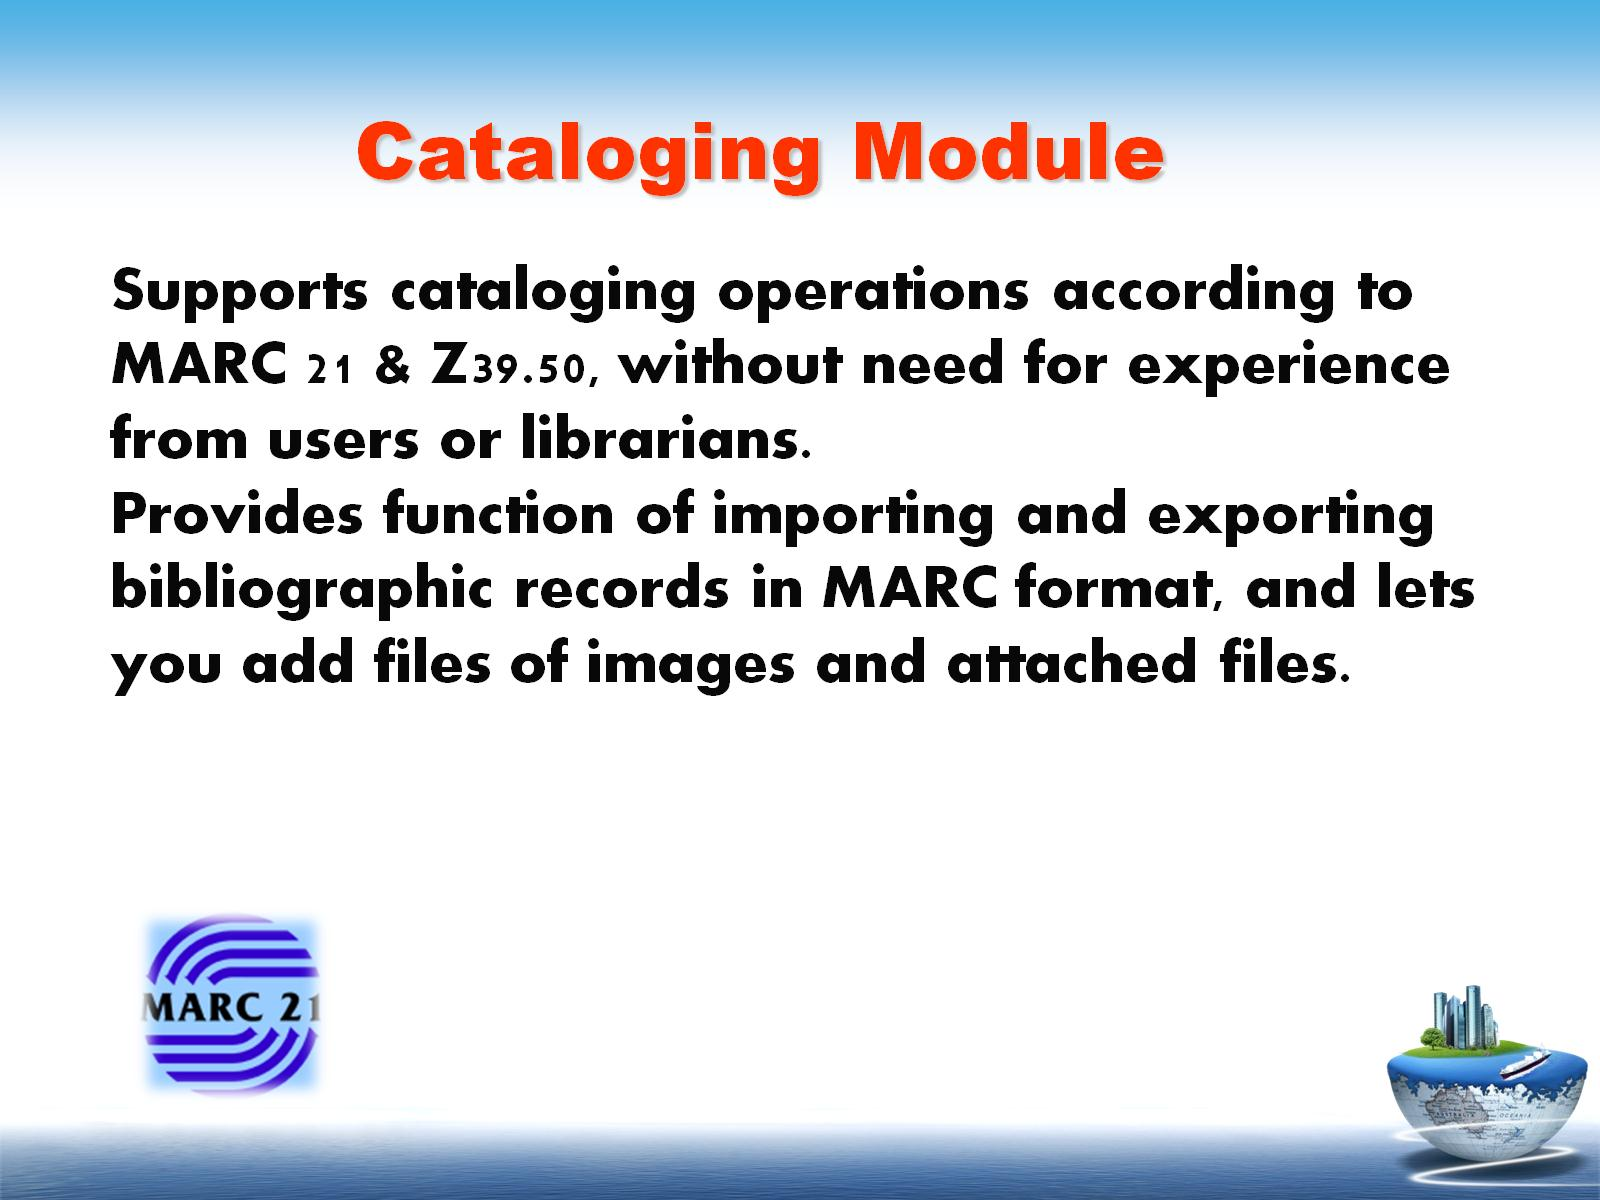 Cataloging Module
Supports cataloging operations according to
MARC 21 & Z39.50, without need for experience
from users or librarians.
Provides function of importing and exporting
bibliographic records in MARC format, and lets
you add files of images and attached files.
MARC 21
AUSTRALIA
OCEANIA